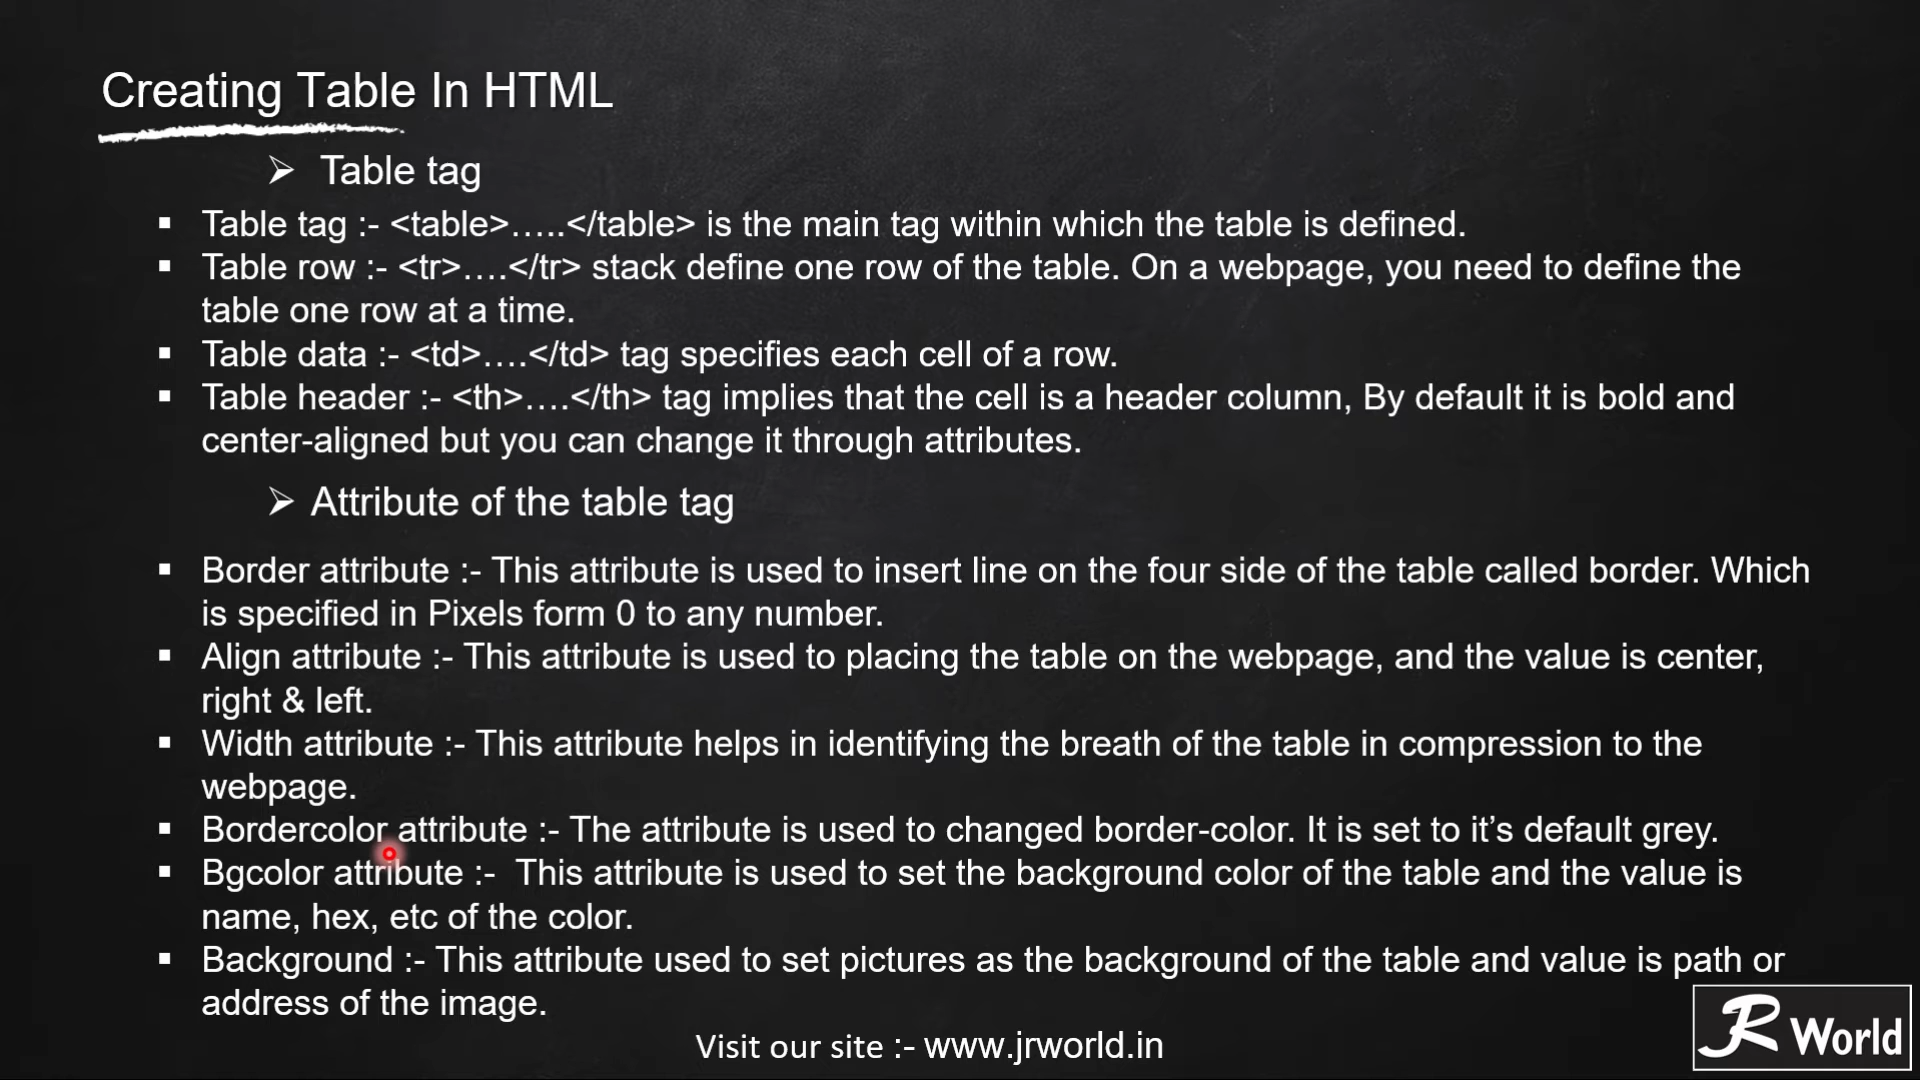 Creating Table In HTML
Table tag
Table tag :- <table>…..</table> is the main tag within which the table is defined.
Table row :- <tr>….</tr> stack define one row of the table. On a webpage, you need to define the
table one row at a time.
Table data :- <td>….</td> tag specifies each cell of a row.
Table header :- <th>….</th> tag implies that the cell is a header column, By default it is bold and
center-aligned but you can change it through attributes.
Attribute of the table tag
Border attribute :- This attribute is used to insert line on the four side of the table called border. Which
is specified in Pixels form 0 to any number.
Align attribute :- This attribute is used to placing the table on the webpage, and the value is center,
right & left.
Width attribute :- This attribute helps in identifying the breath of the table in compression to the
webpage.
Bordercolor attribute :- The attribute is used to changed border-color. It is set to it’s default grey.
Bgcolor attribute :-  This attribute is used to set the background color of the table and the value is
name, hex, etc of the color.
Background :- This attribute used to set pictures as the background of the table and value is path or
address of the image.
Visit our site :- www.jrworld.in
JR World